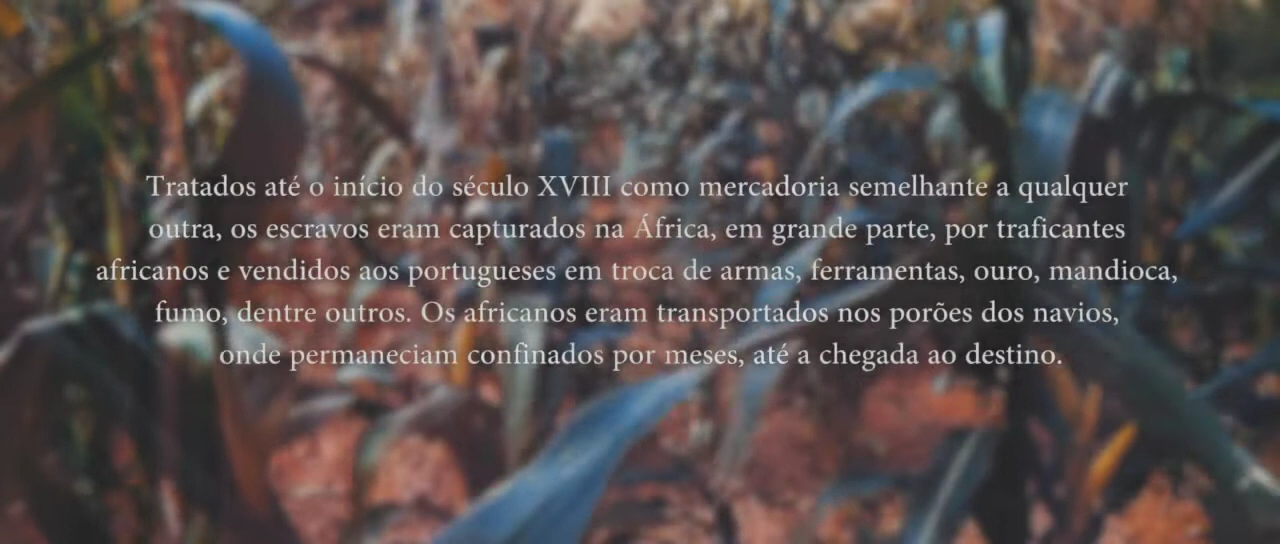 Tratados até o início do século XVIII como mercadoria semelhante a qualquer
outra, os escravos eram capturados na África, em grande parte, por traficantes
africanos e vendidos aos portugueses em troca de armas, ferramentas, ouro, mandioca,
fumo, dentre outros. Os africanos eram transportados nos porões dos navios,
onde permaneciam confinados por meses, até a chegada ao destino.